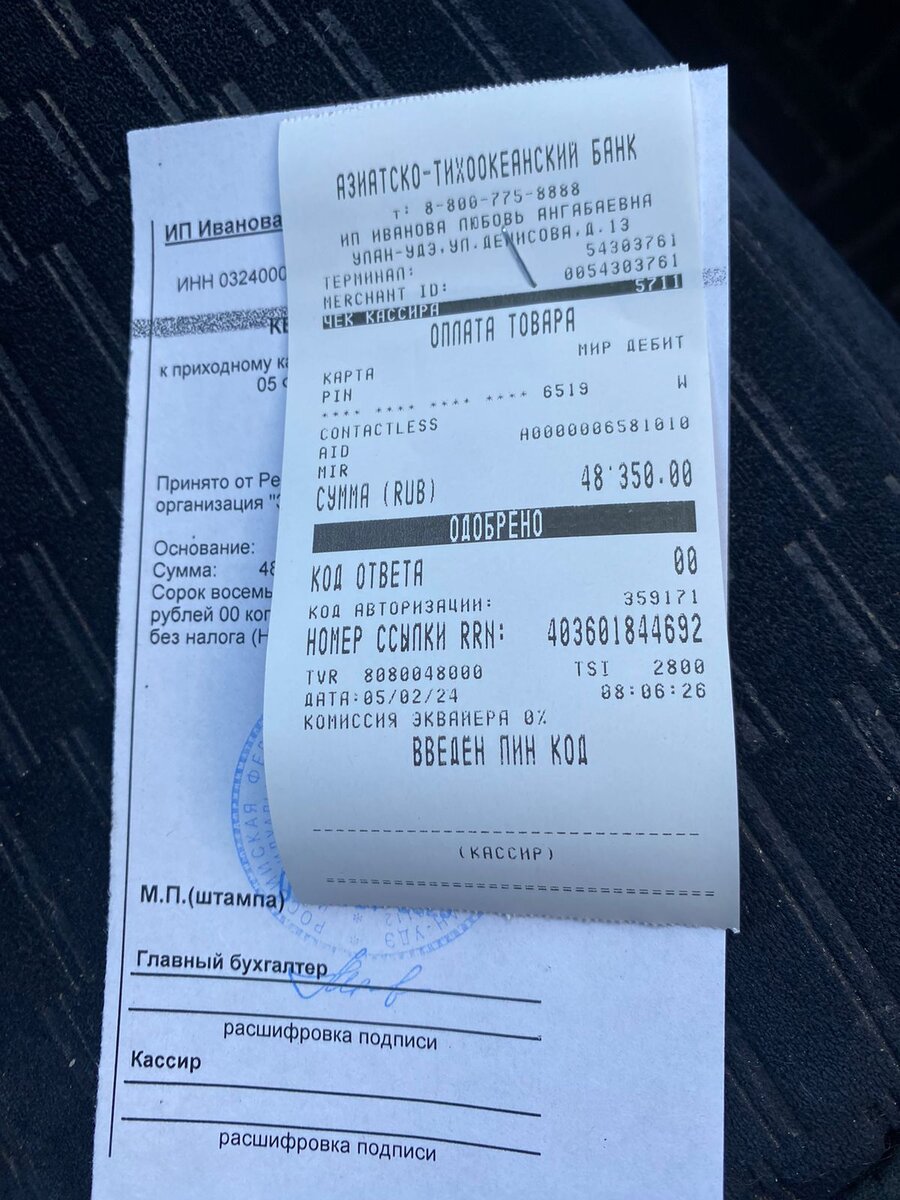 АЗИАТСКО-ТИХООКЕАНСКИЙ БАНК
т: 8-800-775-8888
ИП ИВАНОВА ЛЮБОВЬ АНГАБАЕВНА
УЛАН-УДЭ,УЛ.ДЕНИСОВА,Д.13
ТЕРМИНАЛ: 54303761
MERCHANT ID: 0054303761
ЧЕК КАССИРА 5711
ОПЛАТА ТОВАРА
КАРТА МИР ДЕБИТ
PIN
**** **** **** **** 6519 W
CONTACTLESS
AID A0000006581010
MIR
СУММА (RUB) 48'350.00
ОДОБРЕНО
КОД ОТВЕТА 00
КОД АВТОРИЗАЦИИ: 359171
НОМЕР ССЫЛКИ RRN: 403601844692
TVR 8080048000 TSI 2800
ДАТА:05/02/24 08:06:26
КОМИССИЯ ЭКВАЙЕРА 0%
ВВЕДЕН ПИН КОД
(КАССИР)
ИП Иванова
ИНН 0324000
к приходному
05
Принято от
организация
Основание:
Сумма: 48
Сорок восемь
рублей 00 коп
без налога (Н
М.П.(штампа)
Главный бухгалтер
расшифровка подписи
Кассир
расшифровка подписи